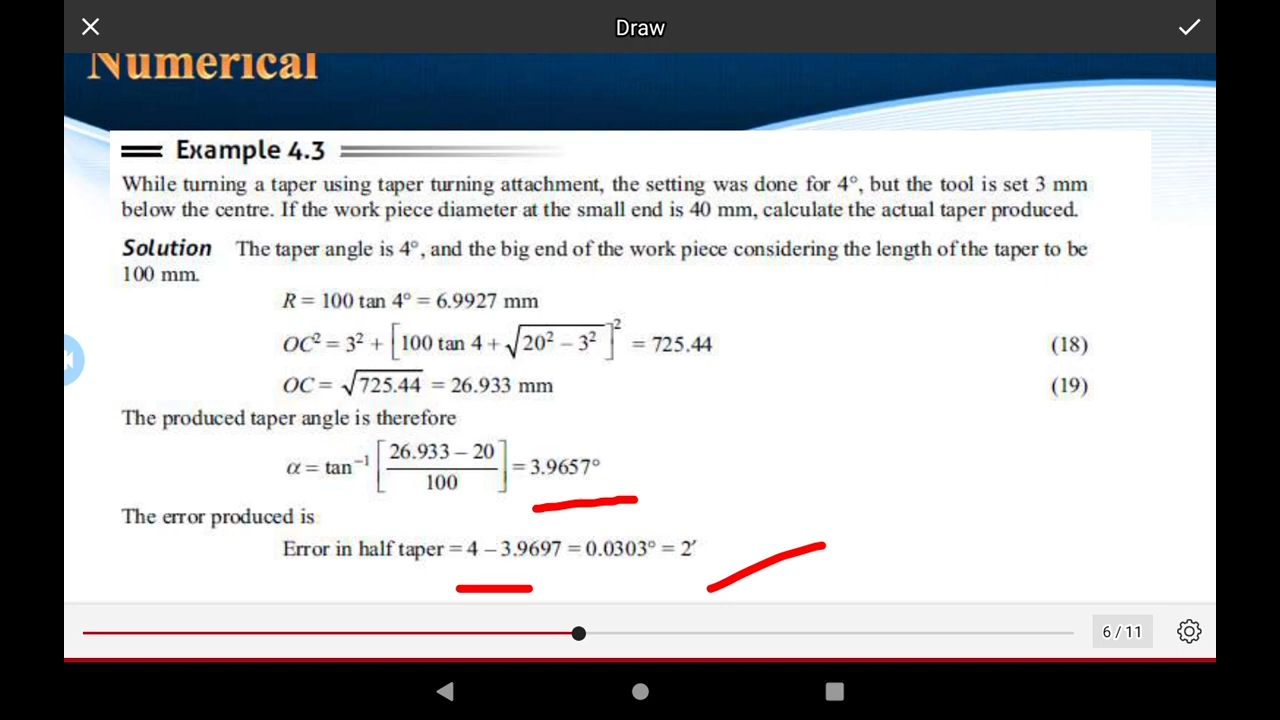 Draw
Numerical
Example 4.3
While turning a taper using taper turning attachment, the setting was done for 4°, but the tool is set 3 mm
below the centre. If the work piece diameter at the small end is 40 mm, calculate the actual taper produced.
Solution The taper angle is 4°, and the big end of the work piece considering the length of the taper to be
100 mm.
R = 100 tan 4° = 6.9927 mm
OC² = 3² + [100 tan 4 + √(20² – 3²)]² = 725.44 (18)
OC = √725.44 = 26.933 mm (19)
The produced taper angle is therefore
α = tan⁻¹ [(26.933 – 20)/100] = 3.9657°
The error produced is
Error in half taper = 4 – 3.9697 = 0.0303° = 2′
6 / 11